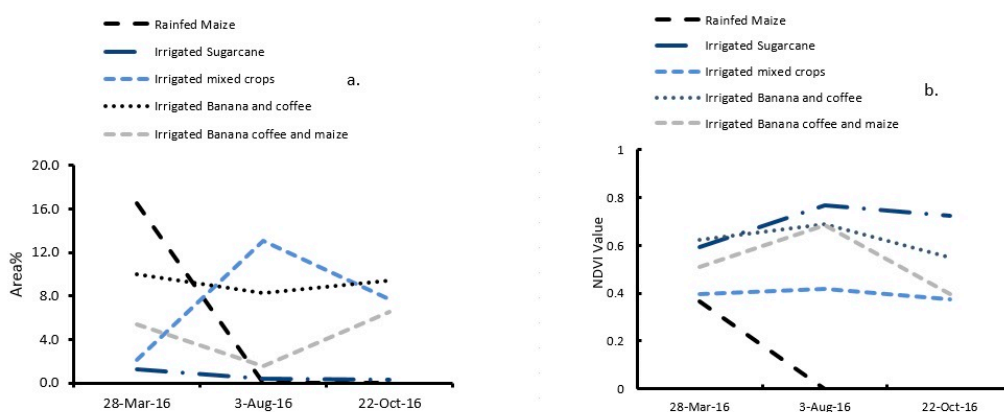 Rainfed Maize
Irrigated Sugarcane
Irrigated mixed crops
Irrigated Banana and coffee
Irrigated Banana coffee and maize
a.
20.0
16.0
12.0
8.0
4.0
0.0
Area%
28-Mar-16
3-Aug-16
22-Oct-16
Rainfed Maize
Irrigated Sugarcane
Irrigated mixed crops
Irrigated Banana and coffee
Irrigated Banana coffee and maize
b.
1
0.8
0.6
0.4
0.2
0
NDVI Value
28-Mar-16
3-Aug-16
22-Oct-16